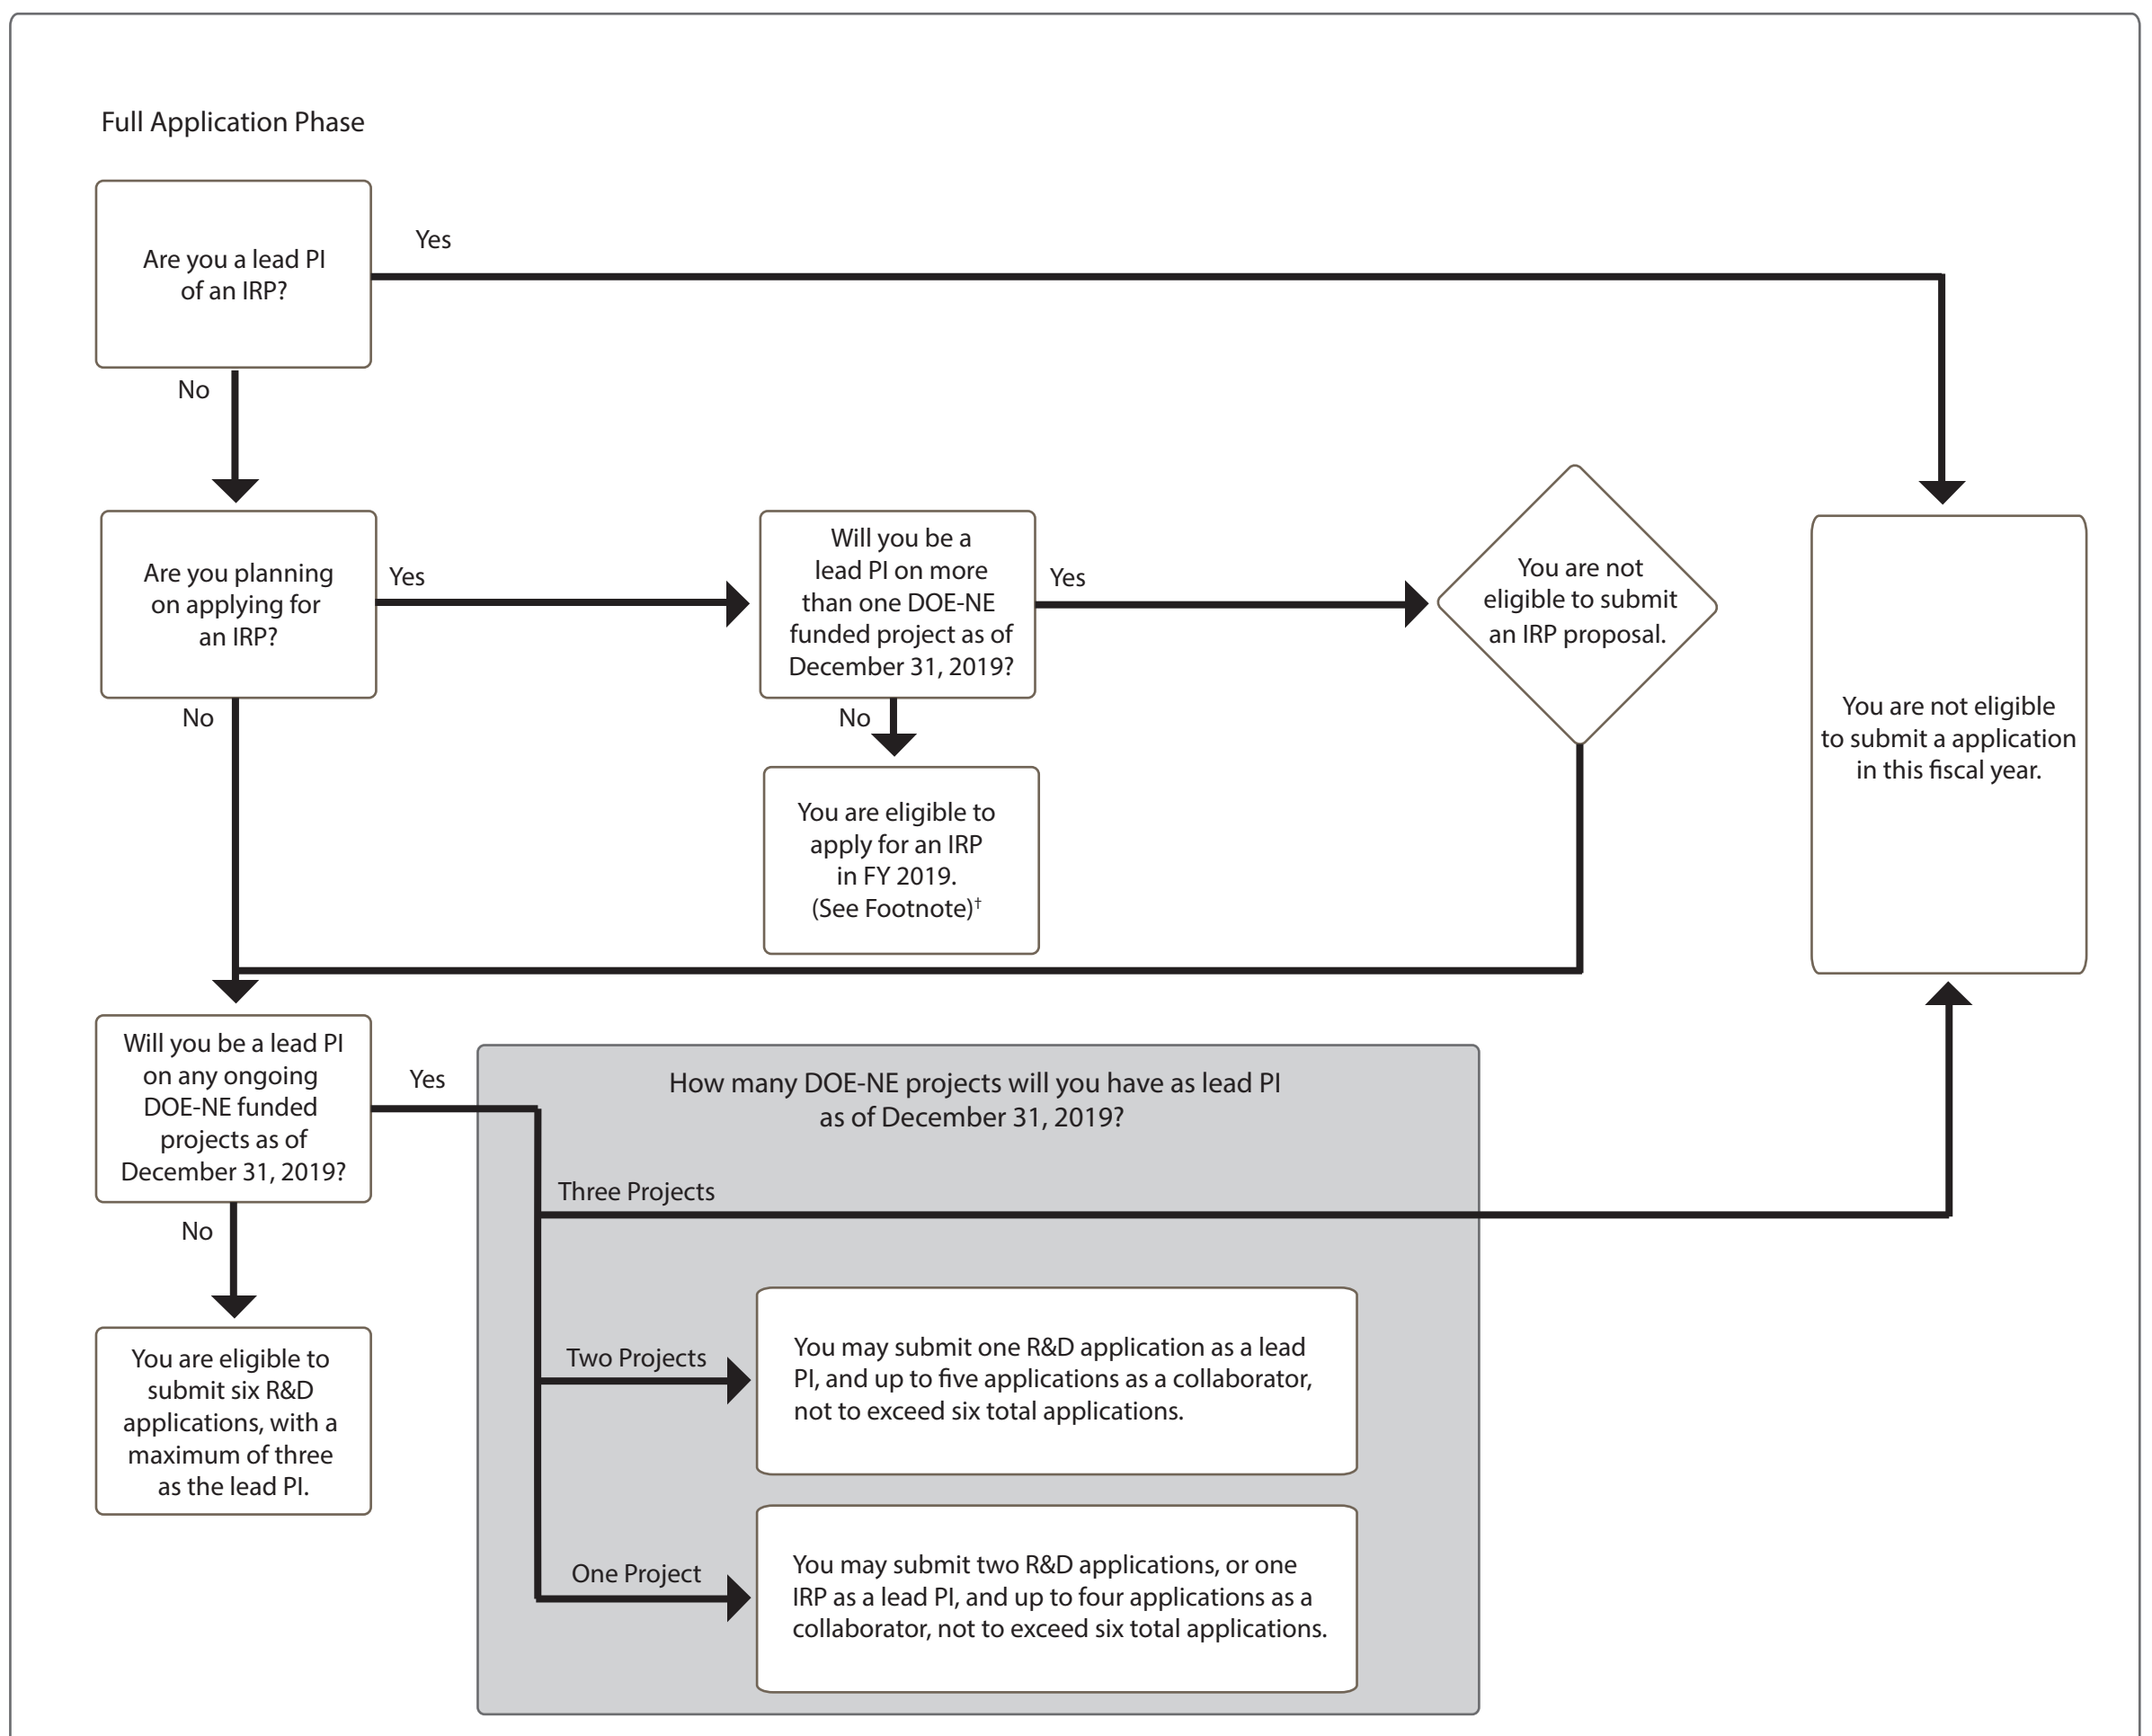 Full Application Phase
Are you a lead PI
of an IRP?
Yes
No
Are you planning
on applying for
an IRP?
Yes
No
Will you be a
lead PI on more
than one DOE-NE
funded project as of
December 31, 2019?
Yes
No
You are not
eligible to submit
an IRP proposal.
You are not eligible
to submit a application
in this fiscal year.
You are eligible to
apply for an IRP
in FY 2019.
(See Footnote)†
Will you be a lead PI
on any ongoing
DOE-NE funded
projects as of
December 31, 2019?
Yes
No
How many DOE-NE projects will you have as lead PI
as of December 31, 2019?
Three Projects
Two Projects
You may submit one R&D application as a lead
PI, and up to five applications as a collaborator,
not to exceed six total applications.
You are eligible to
submit six R&D
applications, with a
maximum of three
as the lead PI.
One Project
You may submit two R&D applications, or one
IRP as a lead PI, and up to four applications as a
collaborator, not to exceed six total applications.